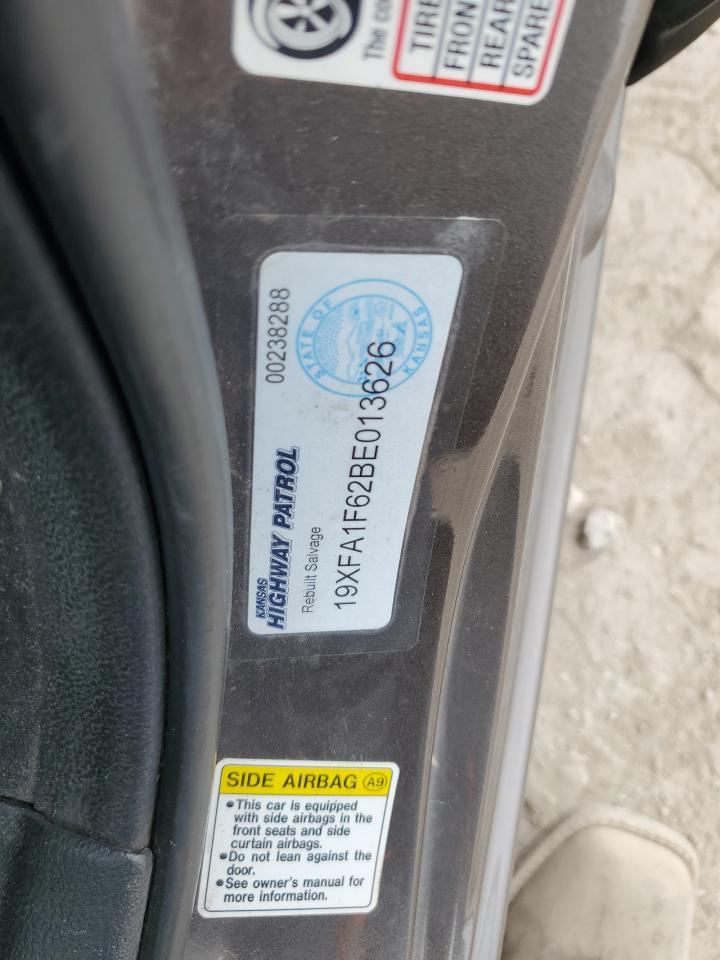 The co
TIRE
FRON
REAR
SPARE
KANSAS
HIGHWAY PATROL
00238288
Rebuilt Salvage
19XFA1F62BE013626
STATE OF
KANSAS
SIDE AIRBAG A9
•This car is equipped
with side airbags in the
front seats and side
curtain airbags.
•Do not lean against the
door.
•See owner's manual for
more information.